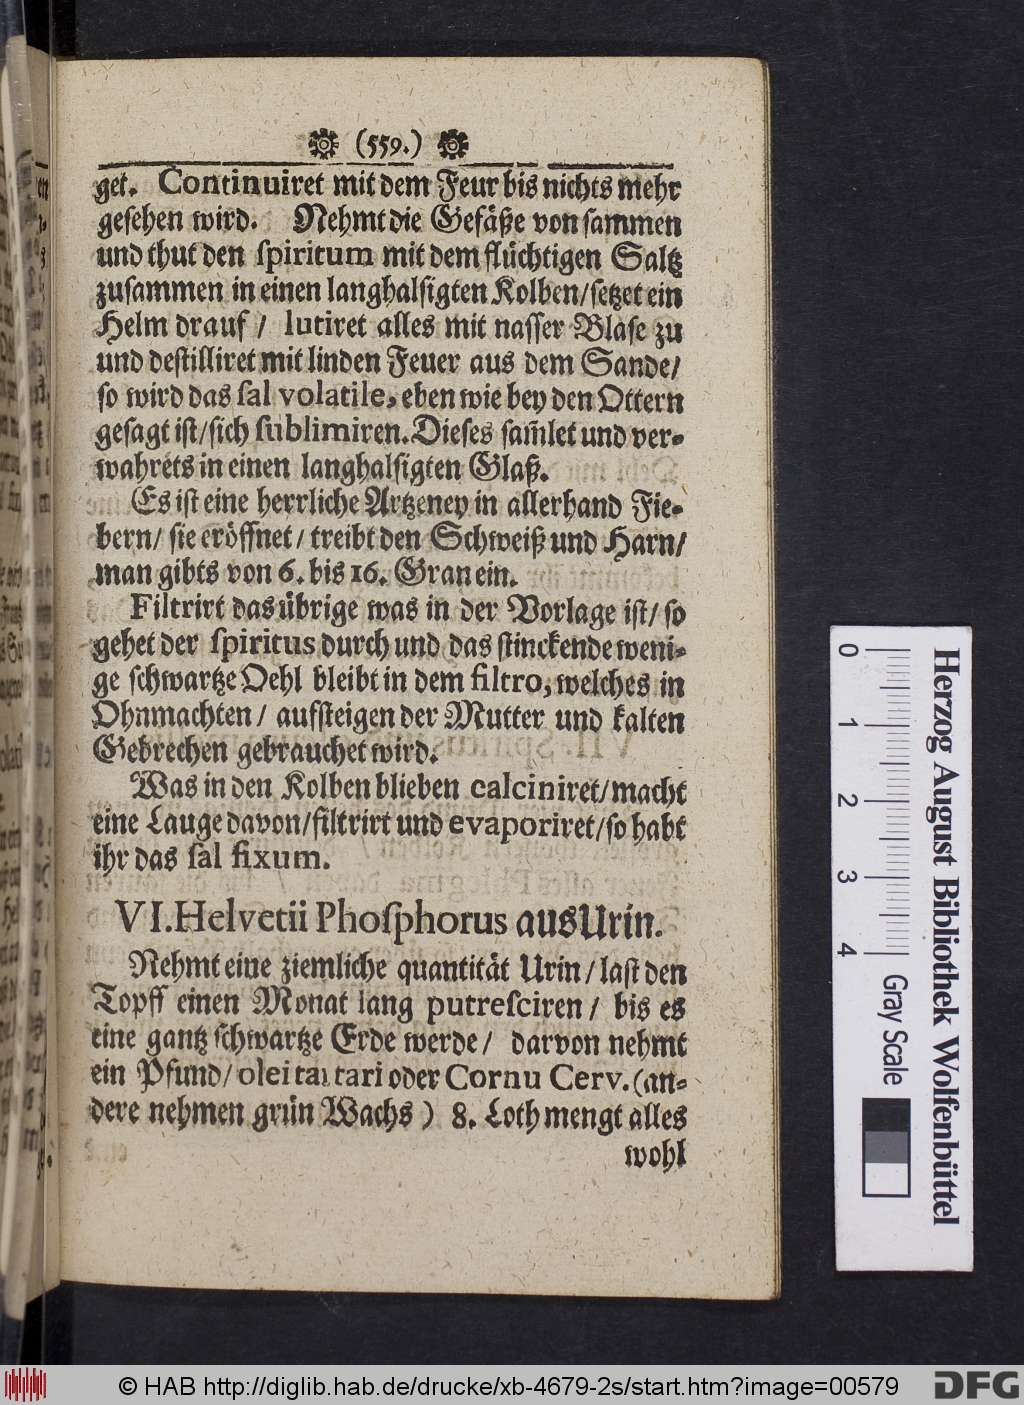 (559.)
get. Continuiret mit dem Feur bis nichts mehr
gesehen wird. Nehmt die Gefäße von sammen
und thut den ſpiritum mit dem flüchtigen Saltz
zusammen in einen langhalsigten Kolben/setzet ein
Helm drauf / lutiret alles mit nasser Blase zu
und destilliret mit linden Feuer aus dem Sande/
so wird das ſal volatile, eben wie bey den Ottern
gesagt ist/sich ſublimiren. Dieses sam̃let und ver-
wahrets in einen langhalsigten Glaß.
Es ist eine herrliche Artzeney in allerhand Fie-
bern/ sie eröffnet/ treibt den Schweiß und Harn/
man gibts von 6. bis 16. Gran ein.
Filtrirt das übrige was in der Vorlage ist/ so
gehet der ſpiritus durch und das stinckende weni-
ge schwartze Oehl bleibt in dem filtro, welches in
Ohnmachten / aufsteigen der Mutter und kalten
Gebrechen gebrauchet wird.
Was in den Kolben blieben calciniret/macht
eine Lauge davon/filtrirt und evaporiret/so habt
ihr das ſal fixum.
VI. Helvetii Phoſphorus aus Urin.
Nehmt eine ziemliche quantität Urin/ last den
Topff einen Monat lang putreſciren / bis es
eine gantz schwartze Erde werde / darvon nehmt
ein Pfund/ olei tartari oder Cornu Cerv. (an-
dere nehmen grün Wachs) 8. Loth mengt alles
wohl
Herzog August Bibliothek Wolfenbüttel
0 1 2 3 4 Gray Scale
© HAB http://diglib.hab.de/drucke/xb-4679-2s/start.htm?image=00579
DFG